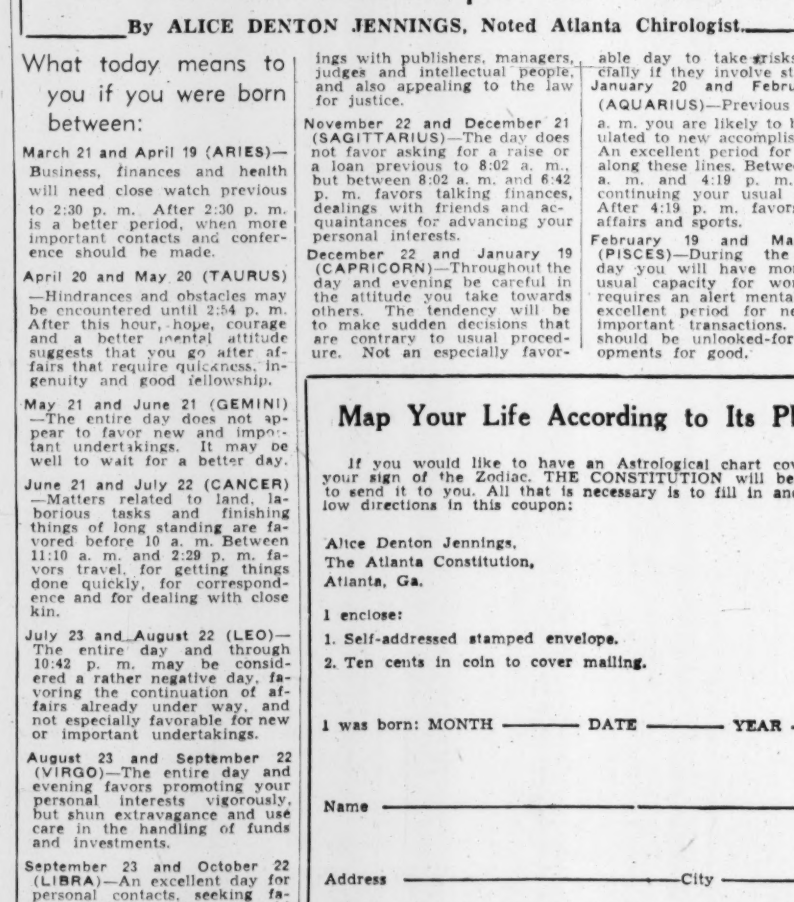 By ALICE DENTON JENNINGS, Noted Atlanta Chirologist.
What today means to
you if you were born
between:
March 21 and April 19 (ARIES)—
Business, finances and health
will need close watch previous
to 2:30 p. m. After 2:30 p. m.
is a better period, when more
important contacts and confer-
ence should be made.
April 20 and May 20 (TAURUS)
—Hindrances and obstacles may
be encountered until 2:54 p. m.
After this hour, hope, courage
and a better mental attitude
suggests that you go after af-
fairs that require quickness, in-
genuity and good fellowship.
May 21 and June 21 (GEMINI)
—The entire day does not ap-
pear to favor new and impor-
tant undertakings. It may be
well to wait for a better day.
June 21 and July 22 (CANCER)
—Matters related to land, la-
borious tasks and finishing
things of long standing are fa-
vored before 10 a. m. Between
11:10 a. m. and 2:29 p. m. fa-
vors travel, for getting things
done quickly, for correspond-
ence and for dealing with close
kin.
July 23 and August 22 (LEO)—
The entire day and through
10:42 p. m. may be consid-
ered a rather negative day, fa-
voring the continuation of af-
fairs already under way, and
not especially favorable for new
or important undertakings.
August 23 and September 22
(VIRGO)—The entire day and
evening favors promoting your
personal interests vigorously,
but shun extravagance and use
care in the handling of funds
and investments.
September 23 and October 22
(LIBRA)—An excellent day for
personal contacts, seeking fa-
ings with publishers, managers,
judges and intellectual people,
and also appealing to the law
for justice.
November 22 and December 21
(SAGITTARIUS)—The day does
not favor asking for a raise or
a loan previous to 8:02 a. m.,
but between 8:02 a. m. and 6:42
p. m. favors talking finances,
dealings with friends and ac-
quaintances for advancing your
personal interests.
December 22 and January 19
(CAPRICORN)—Throughout the
day and evening be careful in
the attitude you take towards
others. The tendency will be
to make sudden decisions that
are contrary to usual proced-
ure. Not an especially favor-
able day to take risks
cially if they involve st
January 20 and Febru
(AQUARIUS)—Previous
a. m. you are likely to b
ulated to new accomplis
An excellent period for
along these lines. Betwe
a. m. and 4:19 p. m.
continuing your usual
After 4:19 p. m. favor
affairs and sports.
February 19 and Ma
(PISCES)—During the
day you will have mo
usual capacity for wor
requires an alert menta
excellent period for ne
important transactions.
should be unlooked-for
opments for good.
Map Your Life According to Its Pl
If you would like to have an Astrological chart cov
your sign of the Zodiac. THE CONSTITUTION will be
to send it to you. All that is necessary is to fill in and
low directions in this coupon:
Alice Denton Jennings,
The Atlanta Constitution,
Atlanta, Ga.
I enclose:
1. Self-addressed stamped envelope.
2. Ten cents in coin to cover mailing.
I was born: MONTH DATE YEAR
Name
Address City